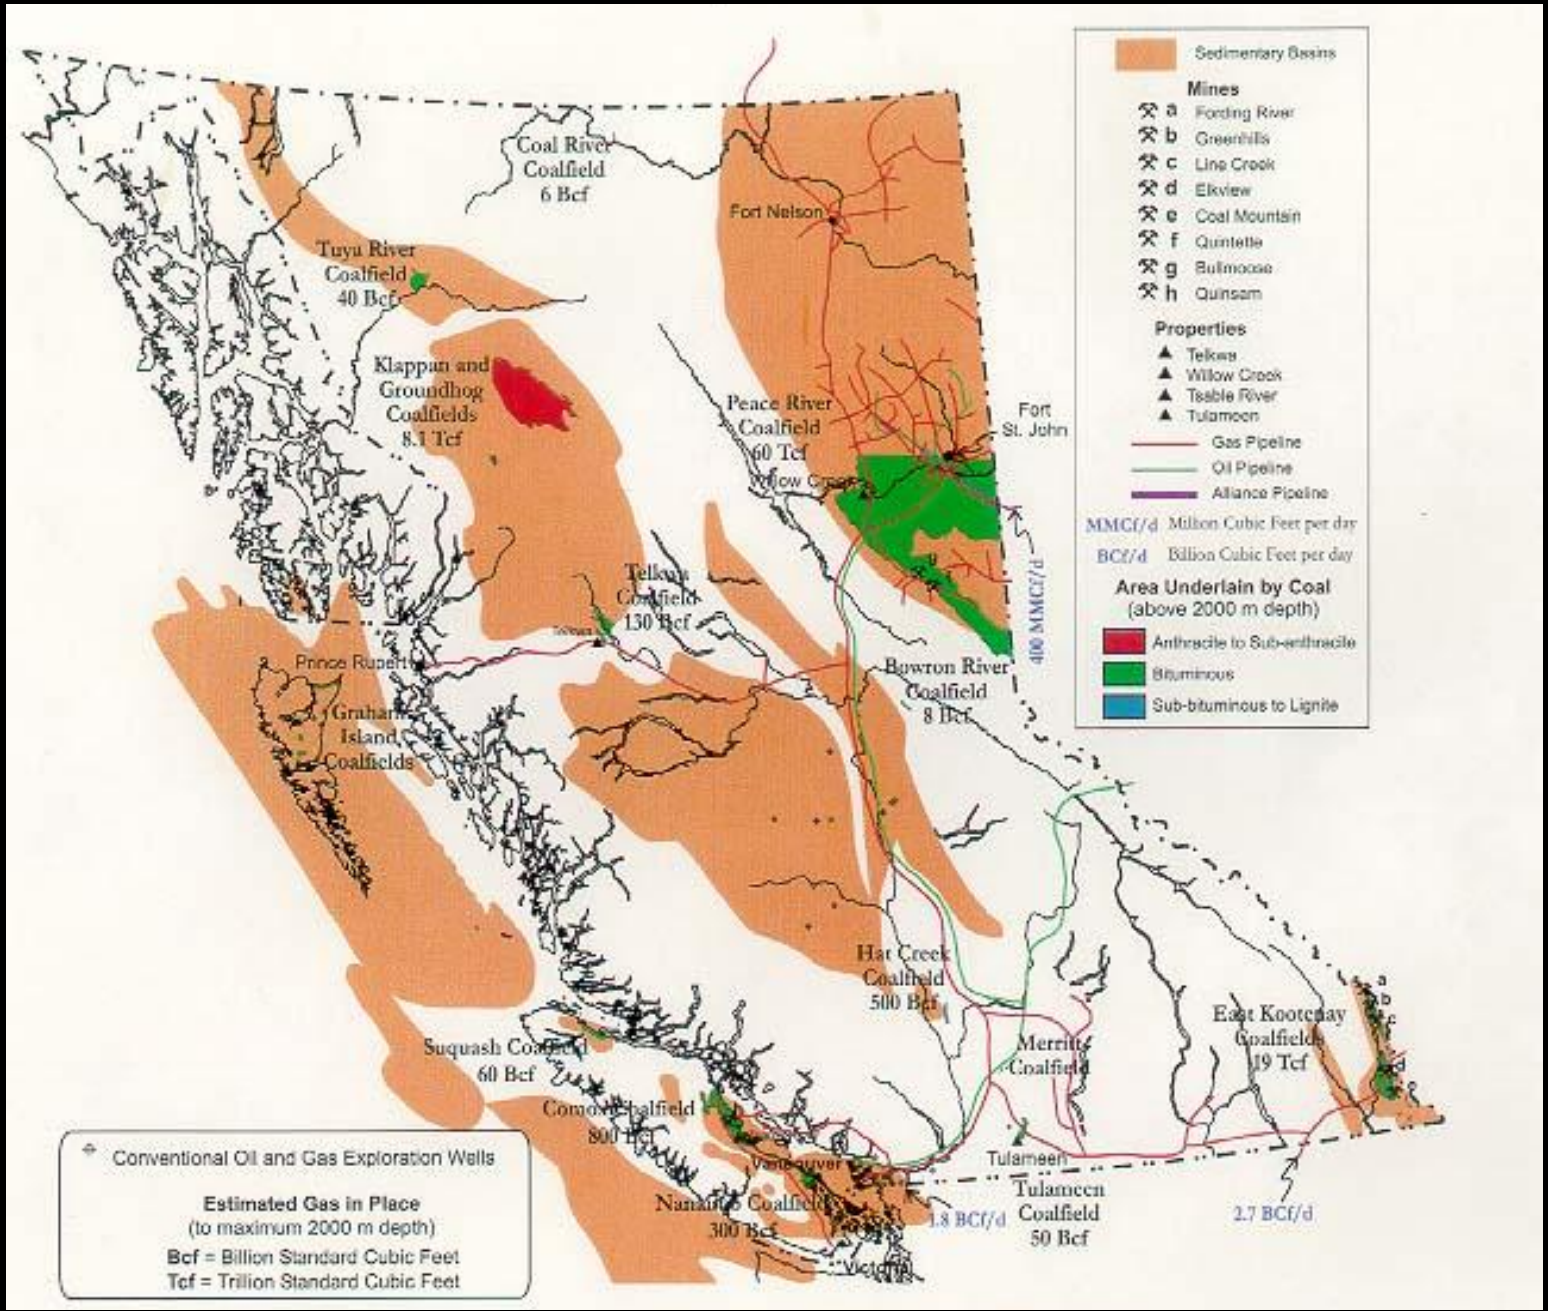 Sedimentary Basins
Mines
a Fording River
b Greenhills
c Line Creek
d Elkview
e Coal Mountain
f Quintette
g Bullmoose
h Quinsam
Properties
Telkwa
Willow Creek
Tsable River
Tulameen
Gas Pipeline
Oil Pipeline
Alliance Pipeline
MMCf/d Million Cubic Feet per day
BCf/d Billion Cubic Feet per day
Area Underlain by Coal
(above 2000 m depth)
Anthracite to Sub-anthracite
Bituminous
Sub-bituminous to Lignite
Coal River
Coalfield
6 Bcf
Fort Nelson
Tuya River
Coalfield
40 Bcf
Klappan and
Groundhog
Coalfields
8.1 Tcf
Peace River
Coalfield
60 Tcf
Fort
St. John
Willow Creek
g
400 MMCf/d
Telkwa
Coalfield
130 Bcf
Telkwa
Prince Rupert
Bowron River
Coalfield
8 Bcf
Graham
Island
Coalfields
Hat Creek
Coalfield
500 Bcf
a
b
c
d
e
East Kootenay
Coalfields
19 Tcf
Merritt
Coalfield
Suquash Coalfield
60 Bcf
Comox Coalfield
800 Bcf
Vancouver
Tulameen
Nanaimo Coalfield
300 Bcf
Tulameen
Coalfield
50 Bcf
1.8 BCf/d
2.7 BCf/d
Victoria
Conventional Oil and Gas Exploration Wells
Estimated Gas in Place
(to maximum 2000 m depth)
Bcf = Billion Standard Cubic Feet
Tcf = Trillion Standard Cubic Feet